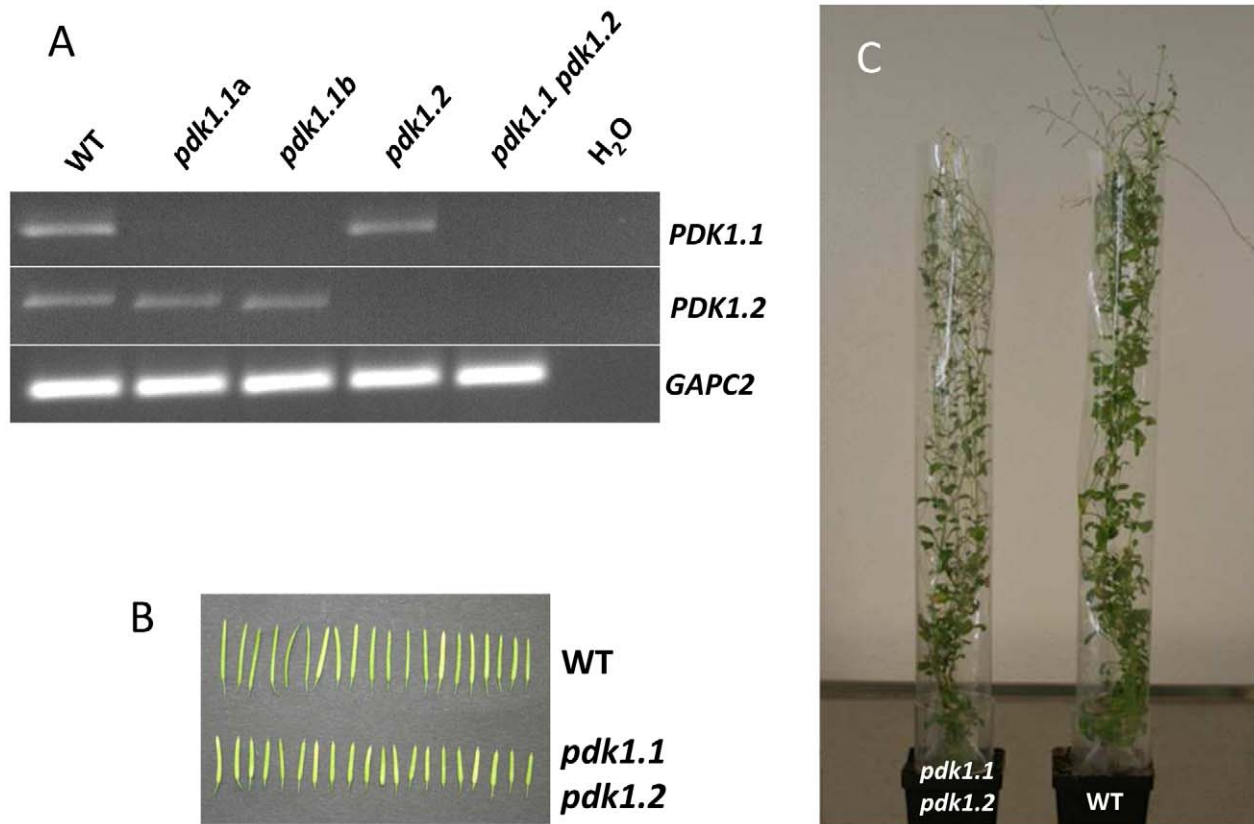 A
WT
pdk1.1a
pdk1.1b
pdk1.2
pdk1.1 pdk1.2
H₂O
PDK1.1
PDK1.2
GAPC2
B
WT
pdk1.1
pdk1.2
C
pdk1.1
pdk1.2
WT